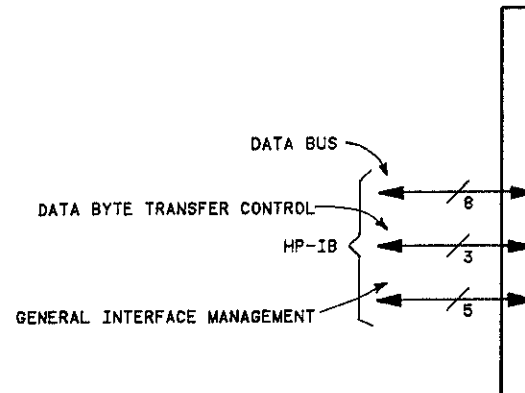 DATA BUS
8
DATA BYTE TRANSFER CONTROL
HP-IB
3
GENERAL INTERFACE MANAGEMENT
5